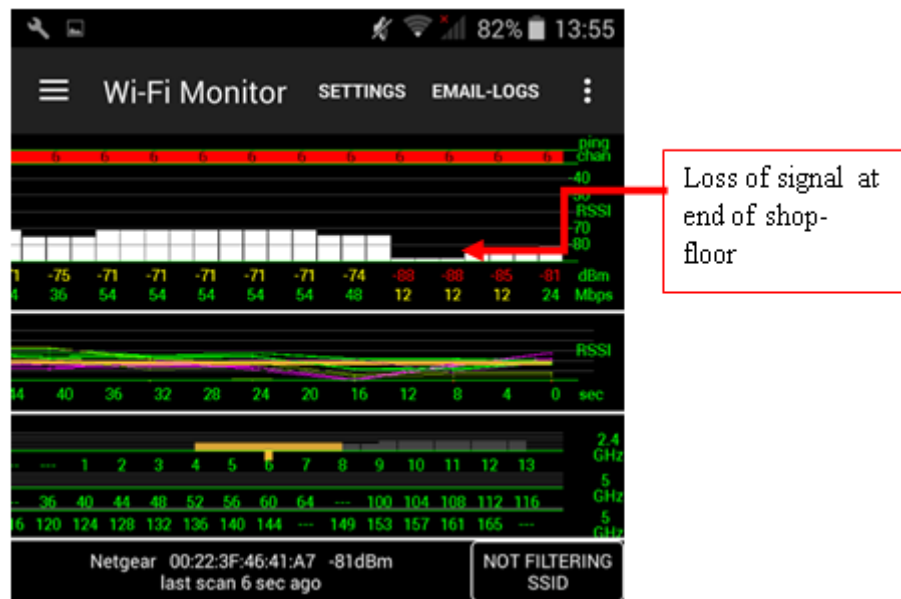 82% 13:55
Wi-Fi Monitor SETTINGS EMAIL-LOGS
ping
6 6 6 6 6 6 6 6 6 6 6 chan
-40
RSSI
-70
-80
-75 -71 -71 -71 -71 -71 -74 -88 -88 -85 -81 dBm
36 54 54 54 54 54 48 12 12 12 24 Mbps
Loss of signal at
end of shop-
floor
RSSI
44 40 36 32 28 24 20 16 12 8 4 0 sec
2.4
GHz
--- 1 2 3 4 5 6 7 8 9 10 11 12 13
5
GHz
36 40 44 48 52 56 60 64 --- 100 104 108 112 116
5
GHz
120 124 128 132 136 140 144 --- 149 153 157 161 165 ---
Netgear 00:22:3F:46:41:A7 -81dBm
last scan 6 sec ago
NOT FILTERING
SSID